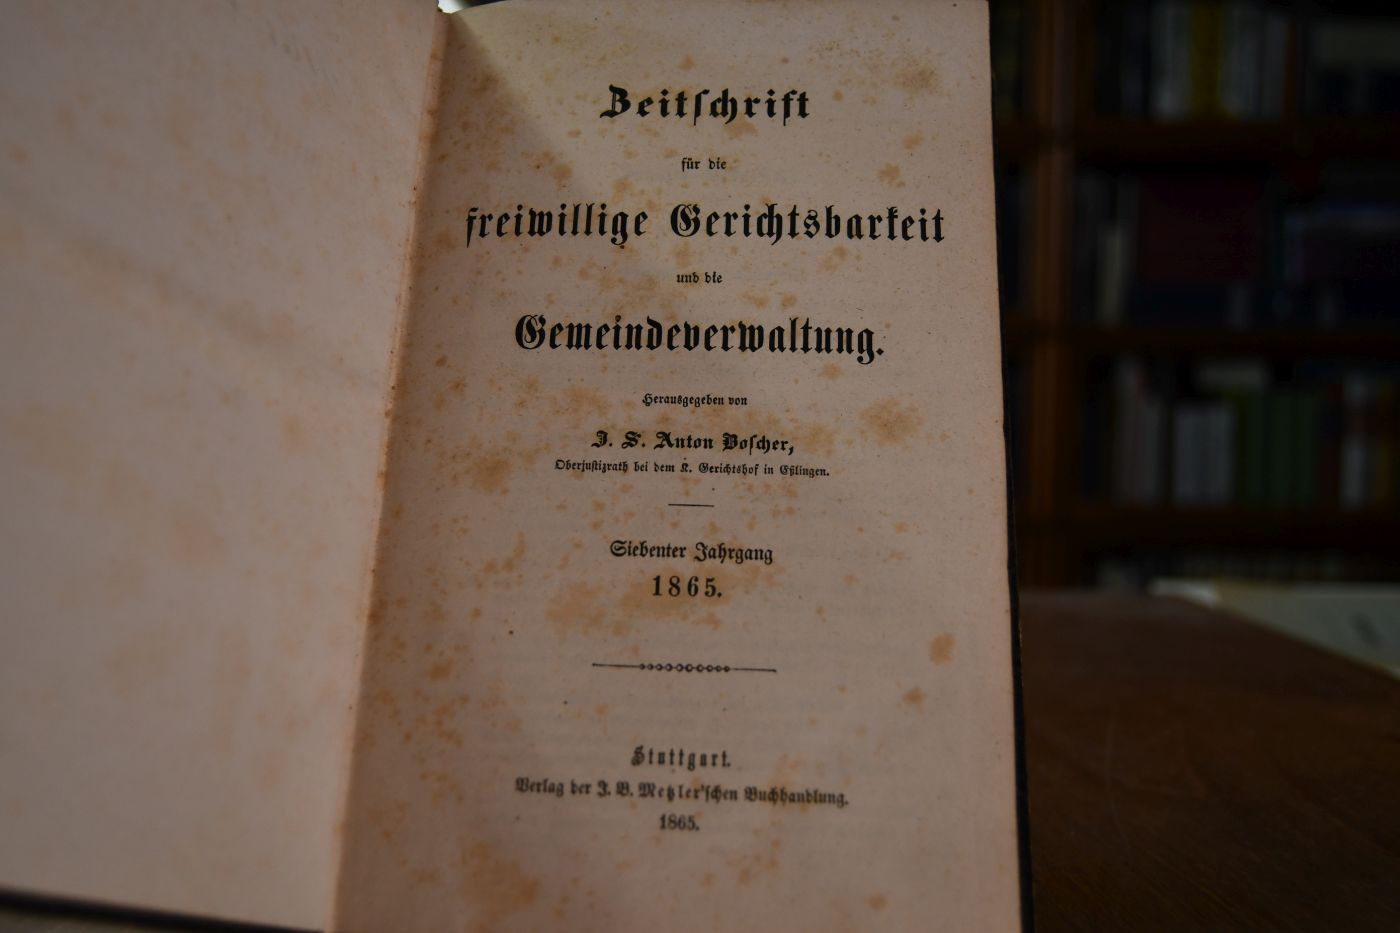 Zeitschrift
für die
freiwillige Gerichtsbarkeit
und die
Gemeindeverwaltung.
Herausgegeben von
J. S. Anton Boscher,
Oberjustizrath bei dem K. Gerichtshof in Eßlingen.
Siebenter Jahrgang
1865.
Stuttgart.
Verlag der J. B. Metzler'schen Buchhandlung.
1865.